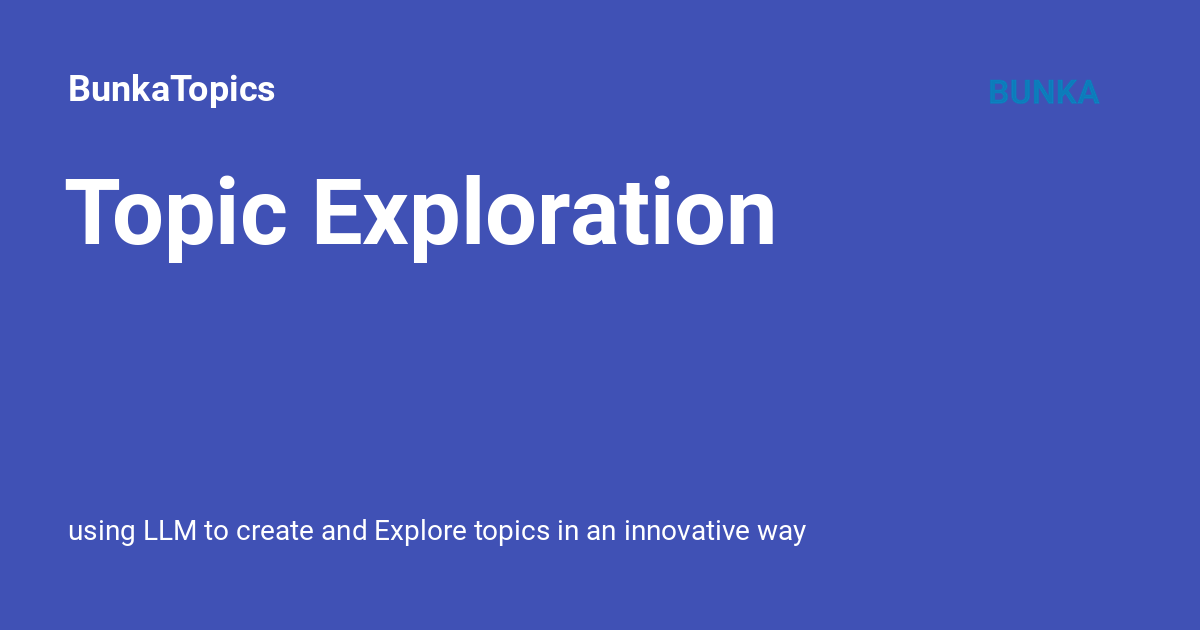 BunkaTopics
BUNKA
Topic Exploration
using LLM to create and Explore topics in an innovative way